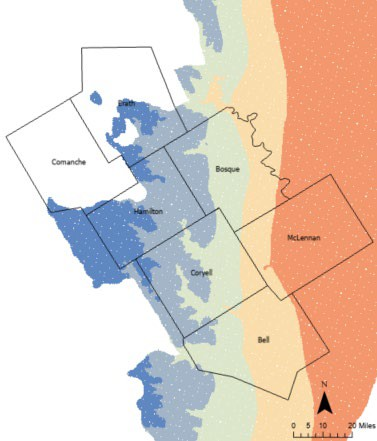 Erath
Comanche
Bosque
Hamilton
McLennan
Coryell
Bell
N
0 5 10 20 Miles